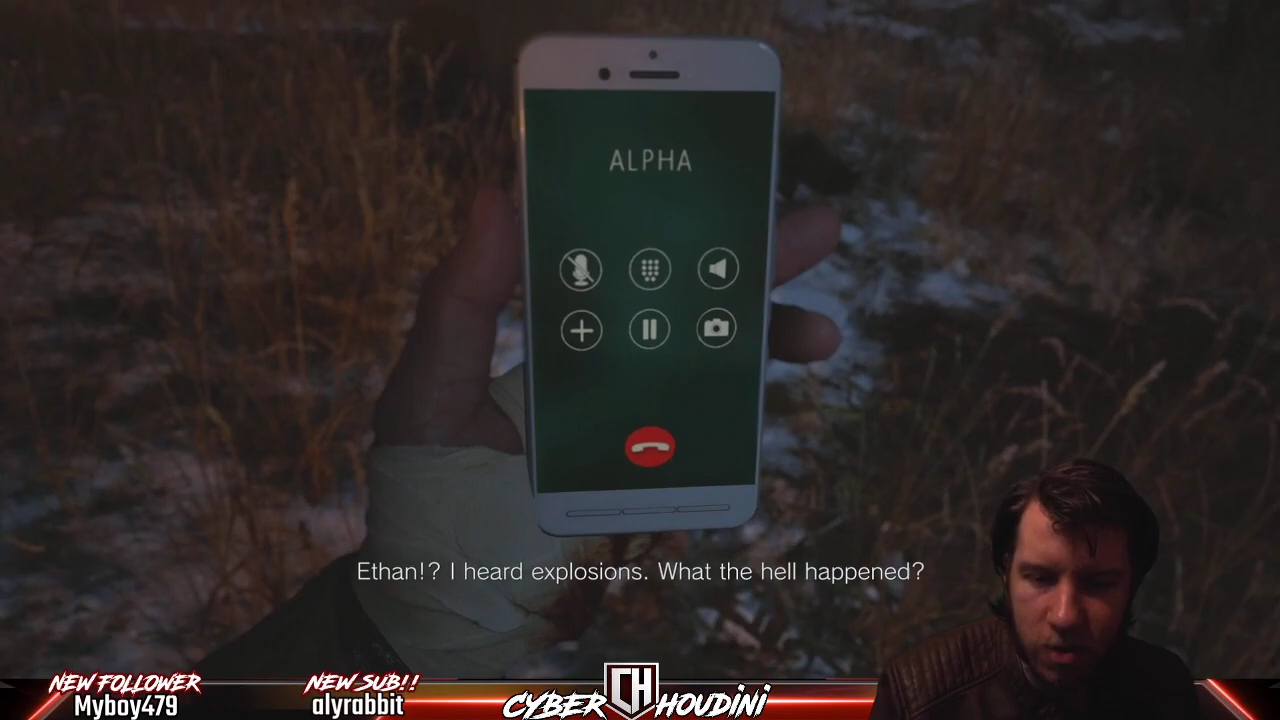 ALPHA
Ethan!? I heard explosions. What the hell happened?
NEW FOLLOWER
Myboy479
NEW SUB!!
alyrabbit
CYBER CH HOUDINI